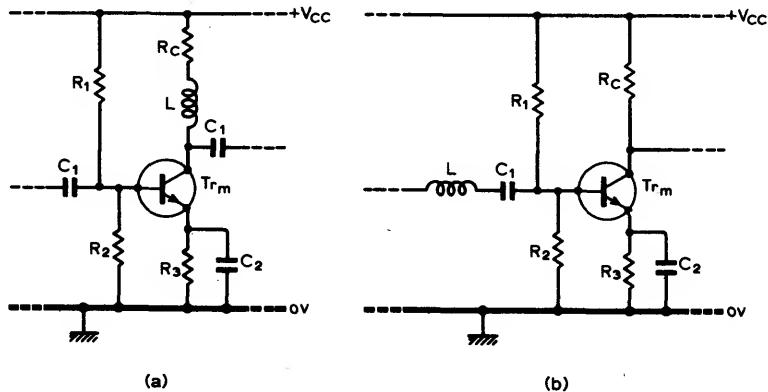 +VCC
RC
R1
L
C1
C1
Trm
R2
R3
C2
0V
(a)
+VCC
RC
R1
L
C1
Trm
R2
R3
C2
0V
(b)